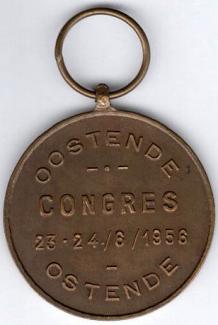 OOSTENDE
CONGRES
23-24/6/1956
OSTENDE